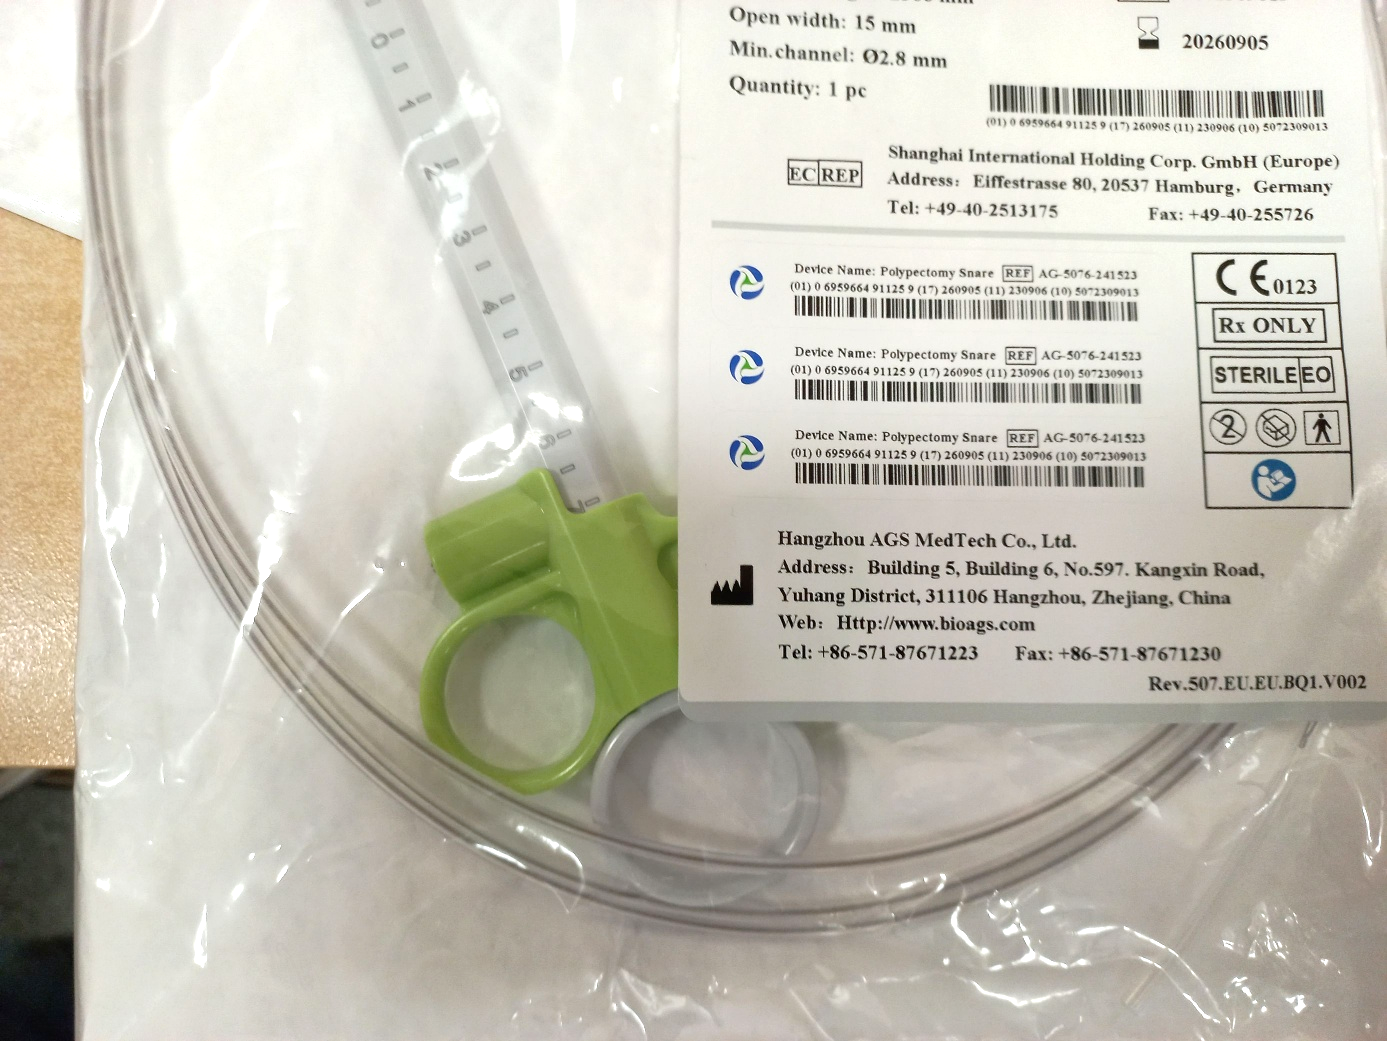 Open width: 15 mm
Min.channel: Ø2.8 mm
Quantity: 1 pc
20260905
(01) 0 6959664 91125 9 (17) 260905 (11) 230906 (10) 5072309013
EC REP
Shanghai International Holding Corp. GmbH (Europe)
Address: Eiffestrasse 80, 20537 Hamburg, Germany
Tel: +49-40-2513175 Fax: +49-40-255726
Device Name: Polypectomy Snare REF AG-5076-241523
(01) 0 6959664 91125 9 (17) 260905 (11) 230906 (10) 5072309013
Device Name: Polypectomy Snare REF AG-5076-241523
(01) 0 6959664 91125 9 (17) 260905 (11) 230906 (10) 5072309013
Device Name: Polypectomy Snare REF AG-5076-241523
(01) 0 6959664 91125 9 (17) 260905 (11) 230906 (10) 5072309013
CE 0123
Rx ONLY
STERILE EO
2
Hangzhou AGS MedTech Co., Ltd.
Address: Building 5, Building 6, No.597. Kangxin Road,
Yuhang District, 311106 Hangzhou, Zhejiang, China
Web: Http://www.bioags.com
Tel: +86-571-87671223 Fax: +86-571-87671230
Rev.507.EU.EU.BQ1.V002
0
1
2
3
4
5
6
7